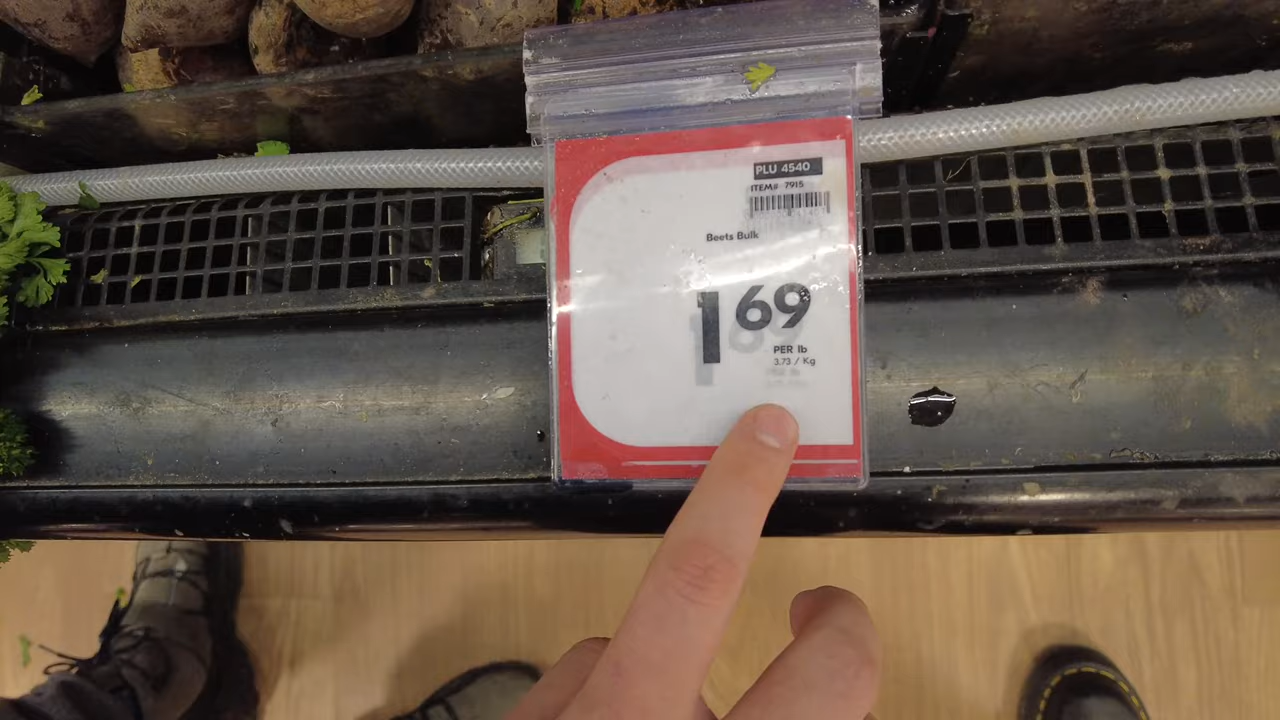 PLU 4540
ITEM# 7915
Beets Bulk
1 69
PER lb
3.73 / Kg